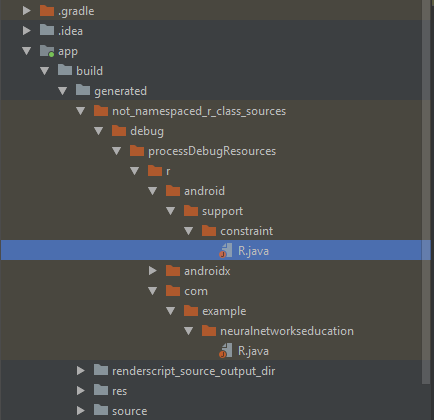 .gradle
.idea
app
build
generated
not_namespaced_r_class_sources
debug
processDebugResources
r
android
support
constraint
R.java
androidx
com
example
neuralnetworkseducation
R.java
renderscript_source_output_dir
res
source